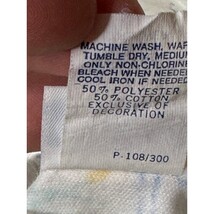 MACHINE WASH, WAR
TUMBLE DRY, MEDIUM
ONLY NON-CHLORINE
BLEACH WHEN NEEDED
COOL IRON IF NEEDED
50% POLYESTER
50% COTTON
EXCLUSIVE OF
DECORATION
P-108/300